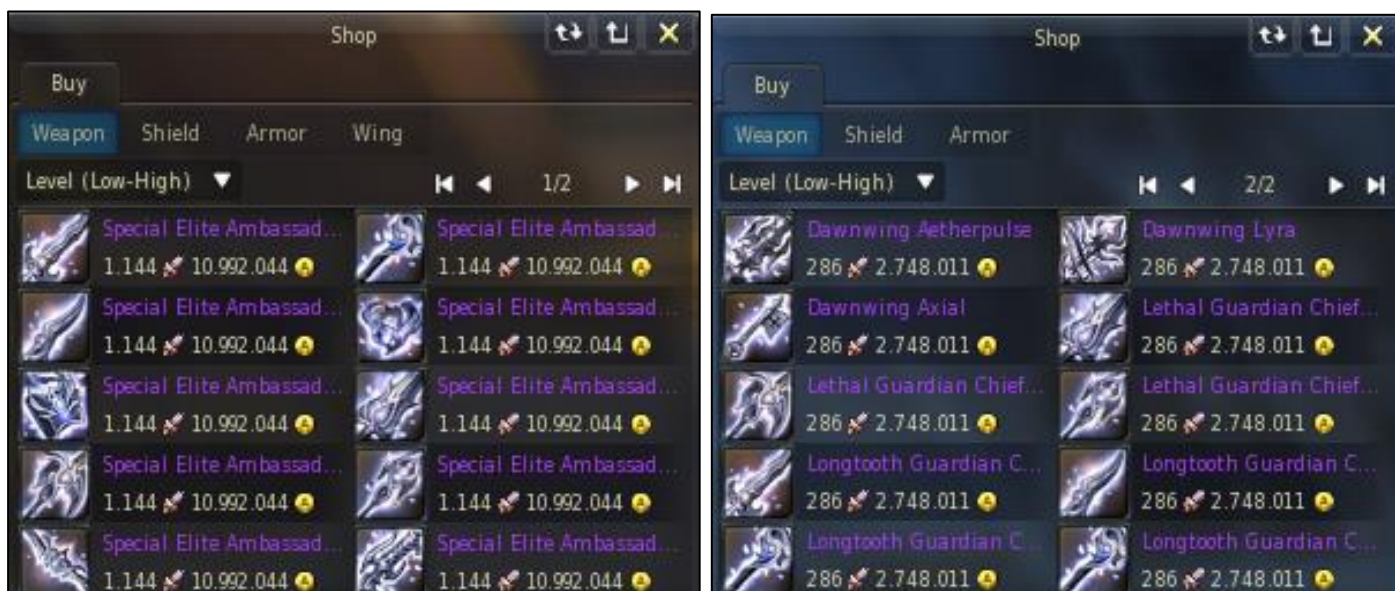 Shop
Buy
Weapon Shield Armor Wing
Level (Low-High) 1/2
Special Elite Ambassad... Special Elite Ambassad...
1.144 10.992.044 1.144 10.992.044
Special Elite Ambassad... Special Elite Ambassad...
1.144 10.992.044 1.144 10.992.044
Special Elite Ambassad... Special Elite Ambassad...
1.144 10.992.044 1.144 10.992.044
Special Elite Ambassad... Special Elite Ambassad...
1.144 10.992.044 1.144 10.992.044
Special Elite Ambassad... Special Elite Ambassad...
1.144 10.992.044 1.144 10.992.044
Shop
Buy
Weapon Shield Armor
Level (Low-High) 2/2
Dawnwing Aetherpulse Dawnwing Lyra
286 2.748.011 286 2.748.011
Dawnwing Axial Lethal Guardian Chief...
286 2.748.011 286 2.748.011
Lethal Guardian Chief... Lethal Guardian Chief...
286 2.748.011 286 2.748.011
Longtooth Guardian C... Longtooth Guardian C...
286 2.748.011 286 2.748.011
Longtooth Guardian C... Longtooth Guardian C...
286 2.748.011 286 2.748.011